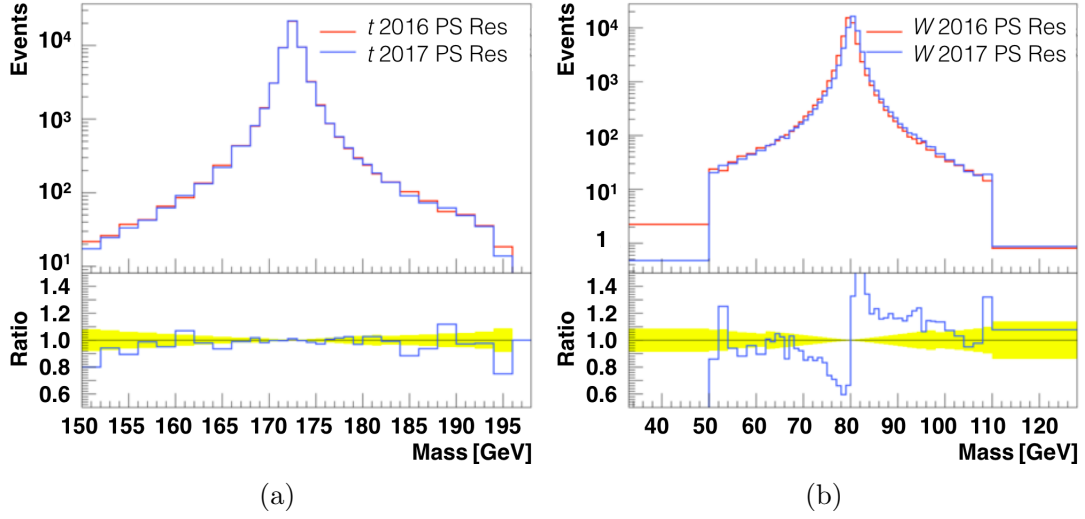 Events
10⁴
10³
10²
10¹
t 2016 PS Res
t 2017 PS Res
Ratio
1.4
1.2
1.0
0.8
0.6
150 155 160 165 170 175 180 185 190 195
Mass [GeV]
(a)
Events
10⁴
10³
10²
10¹
1
W 2016 PS Res
W 2017 PS Res
Ratio
1.4
1.2
1.0
0.8
0.6
40 50 60 70 80 90 100 110 120
Mass [GeV]
(b)